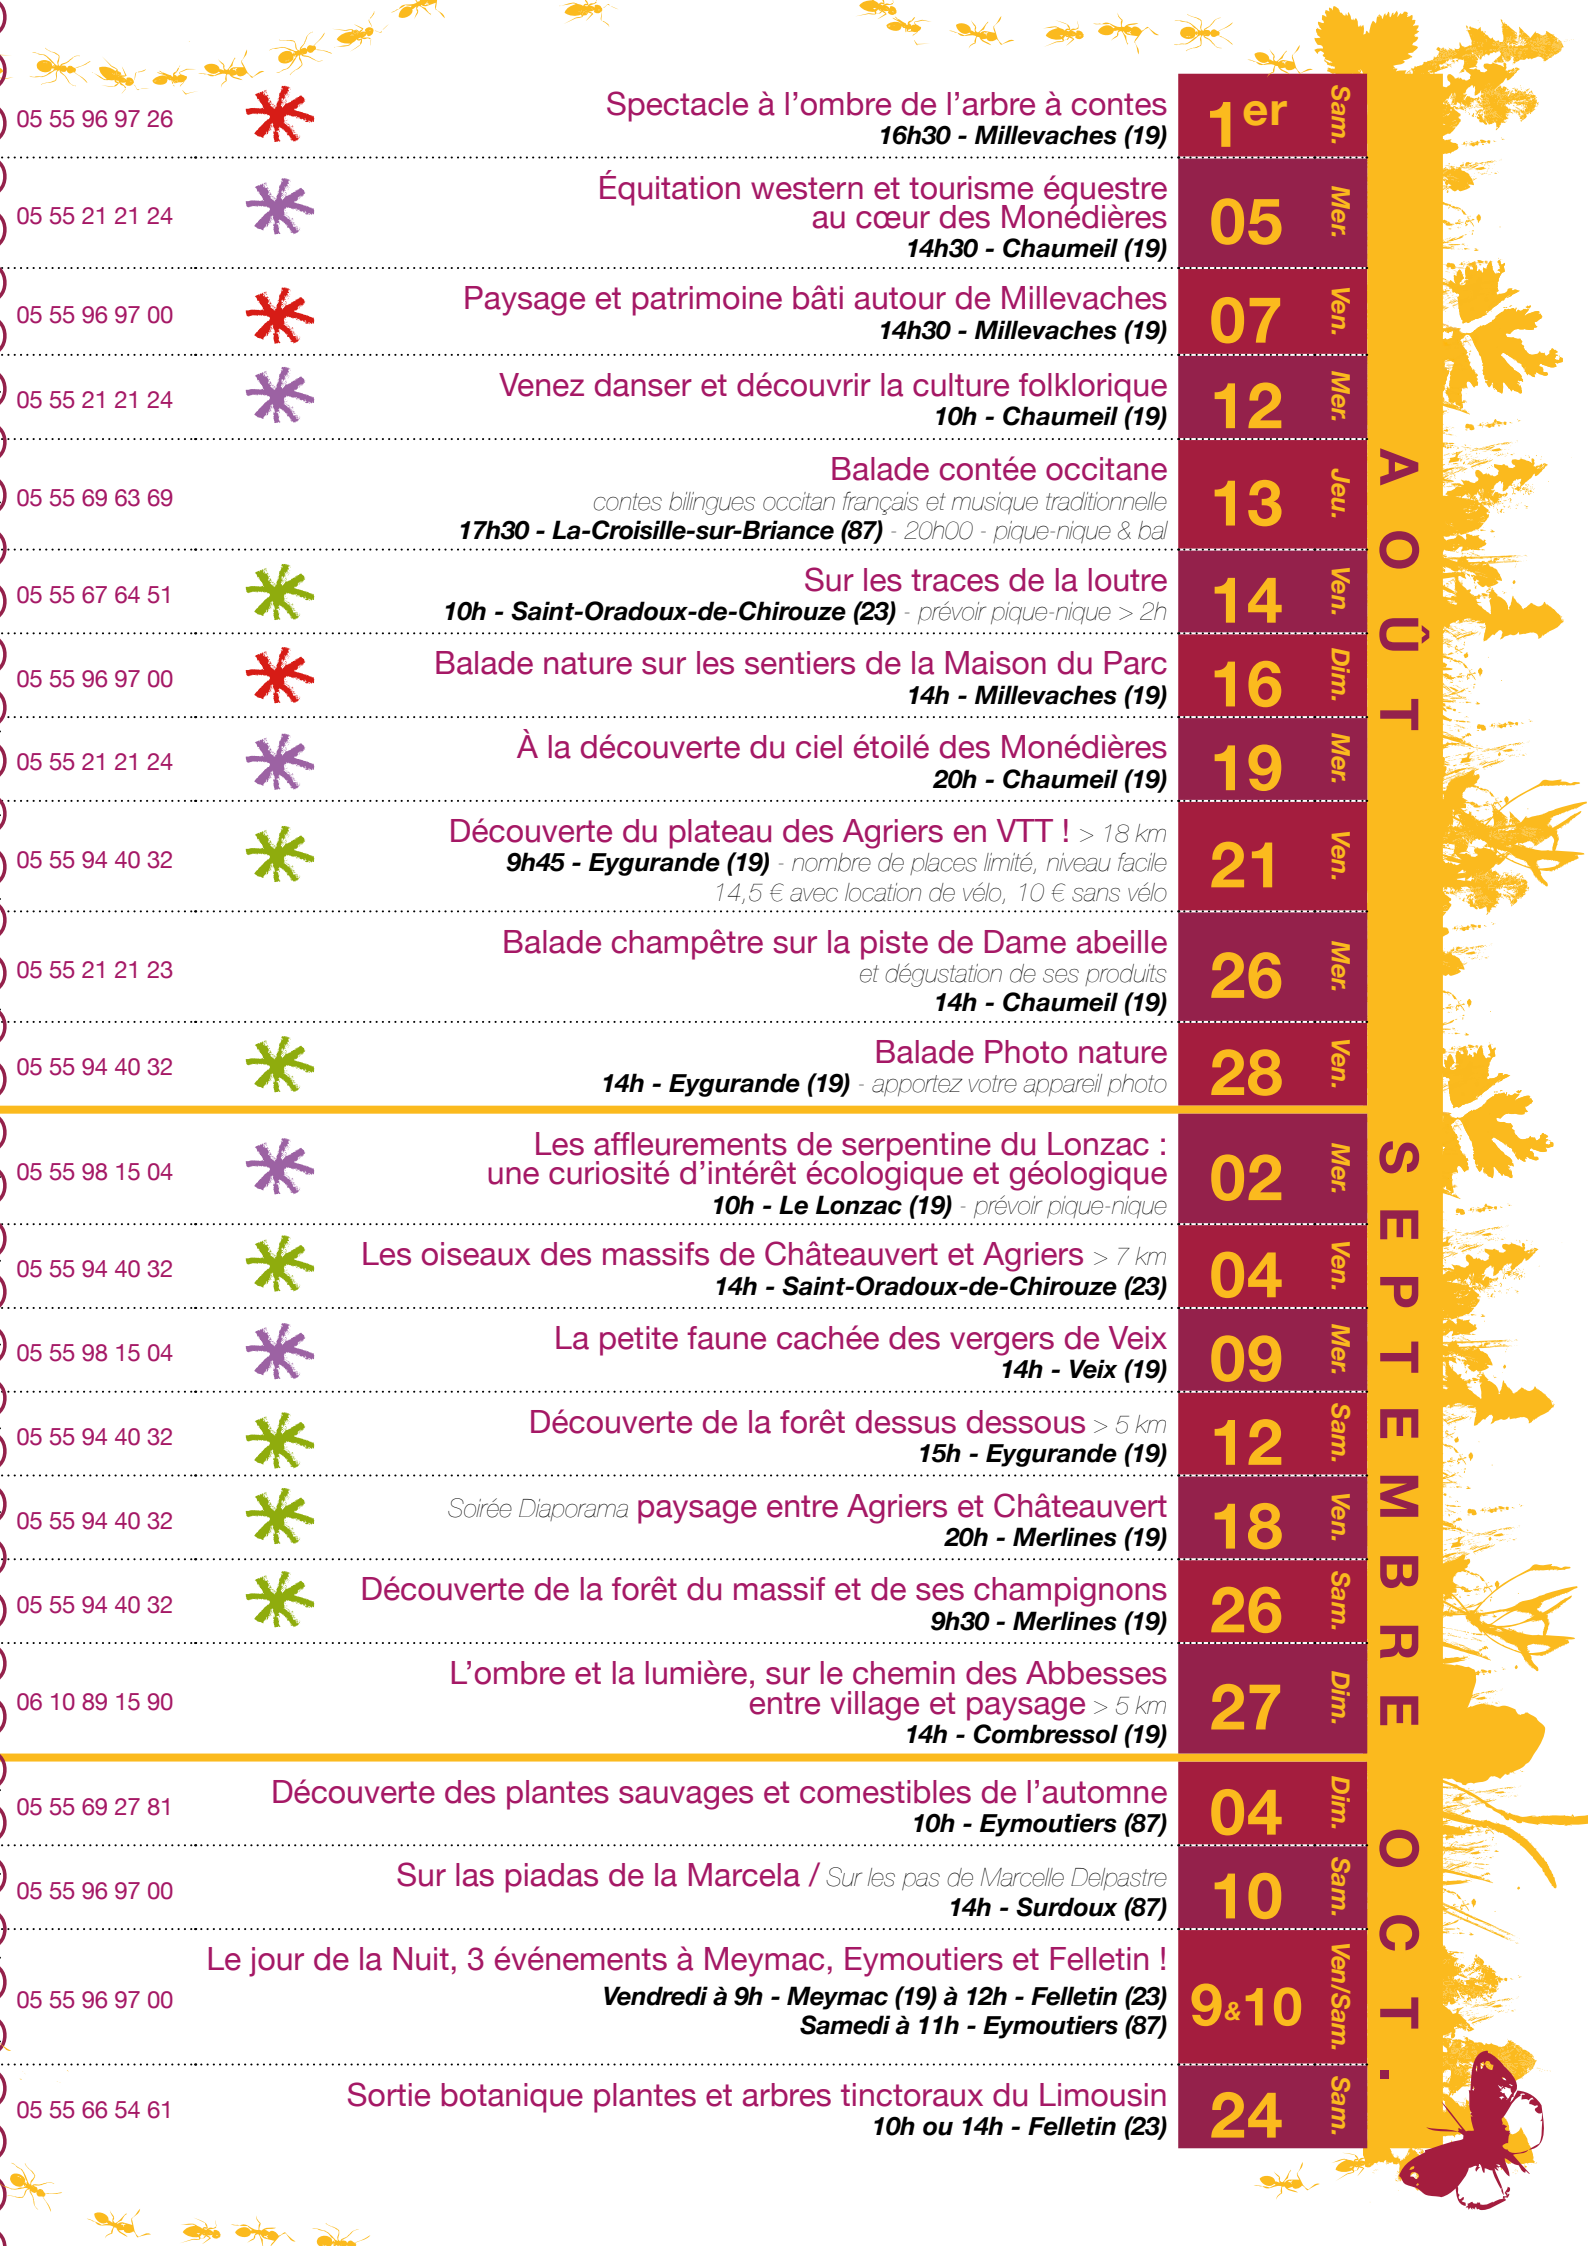 05 55 96 97 26
Spectacle à l’ombre de l’arbre à contes
16h30 - Millevaches (19)
1er
Sam.
05 55 21 21 24
Équitation western et tourisme équestre
au cœur des Monédières
14h30 - Chaumeil (19)
05
Mer.
05 55 96 97 00
Paysage et patrimoine bâti autour de Millevaches
14h30 - Millevaches (19)
07
Ven.
05 55 21 21 24
Venez danser et découvrir la culture folklorique
10h - Chaumeil (19)
12
Mer.
05 55 69 63 69
Balade contée occitane
contes bilingues occitan français et musique traditionnelle
17h30 - La-Croisille-sur-Briance (87) - 20h00 - pique-nique & bal
13
Jeu.
05 55 67 64 51
Sur les traces de la loutre
10h - Saint-Oradoux-de-Chirouze (23) - prévoir pique-nique > 2h
14
Ven.
05 55 96 97 00
Balade nature sur les sentiers de la Maison du Parc
14h - Millevaches (19)
16
Dim.
05 55 21 21 24
À la découverte du ciel étoilé des Monédières
20h - Chaumeil (19)
19
Mer.
05 55 94 40 32
Découverte du plateau des Agriers en VTT ! > 18 km
9h45 - Eygurande (19) - nombre de places limité, niveau facile
14,5 € avec location de vélo, 10 € sans vélo
21
Ven.
05 55 21 21 23
Balade champêtre sur la piste de Dame abeille
et dégustation de ses produits
14h - Chaumeil (19)
26
Mer.
05 55 94 40 32
Balade Photo nature
14h - Eygurande (19) - apportez votre appareil photo
28
Ven.
AOÛT
05 55 98 15 04
Les affleurements de serpentine du Lonzac :
une curiosité d’intérêt écologique et géologique
10h - Le Lonzac (19) - prévoir pique-nique
02
Mer.
05 55 94 40 32
Les oiseaux des massifs de Châteauvert et Agriers > 7 km
14h - Saint-Oradoux-de-Chirouze (23)
04
Ven.
05 55 98 15 04
La petite faune cachée des vergers de Veix
14h - Veix (19)
09
Mer.
05 55 94 40 32
Découverte de la forêt dessus dessous > 5 km
15h - Eygurande (19)
12
Sam.
05 55 94 40 32
Soirée Diaporama paysage entre Agriers et Châteauvert
20h - Merlines (19)
18
Ven.
05 55 94 40 32
Découverte de la forêt du massif et de ses champignons
9h30 - Merlines (19)
26
Sam.
06 10 89 15 90
L’ombre et la lumière, sur le chemin des Abbesses
entre village et paysage > 5 km
14h - Combressol (19)
27
Dim.
SEPTEMBRE
05 55 69 27 81
Découverte des plantes sauvages et comestibles de l’automne
10h - Eymoutiers (87)
04
Dim.
05 55 96 97 00
Sur las piadas de la Marcela / Sur les pas de Marcelle Delpastre
14h - Surdoux (87)
10
Sam.
05 55 96 97 00
Le jour de la Nuit, 3 événements à Meymac, Eymoutiers et Felletin !
Vendredi à 9h - Meymac (19) à 12h - Felletin (23)
Samedi à 11h - Eymoutiers (87)
9&10
Ven/Sam.
05 55 66 54 61
Sortie botanique plantes et arbres tinctoraux du Limousin
10h ou 14h - Felletin (23)
24
Sam.
OCT.